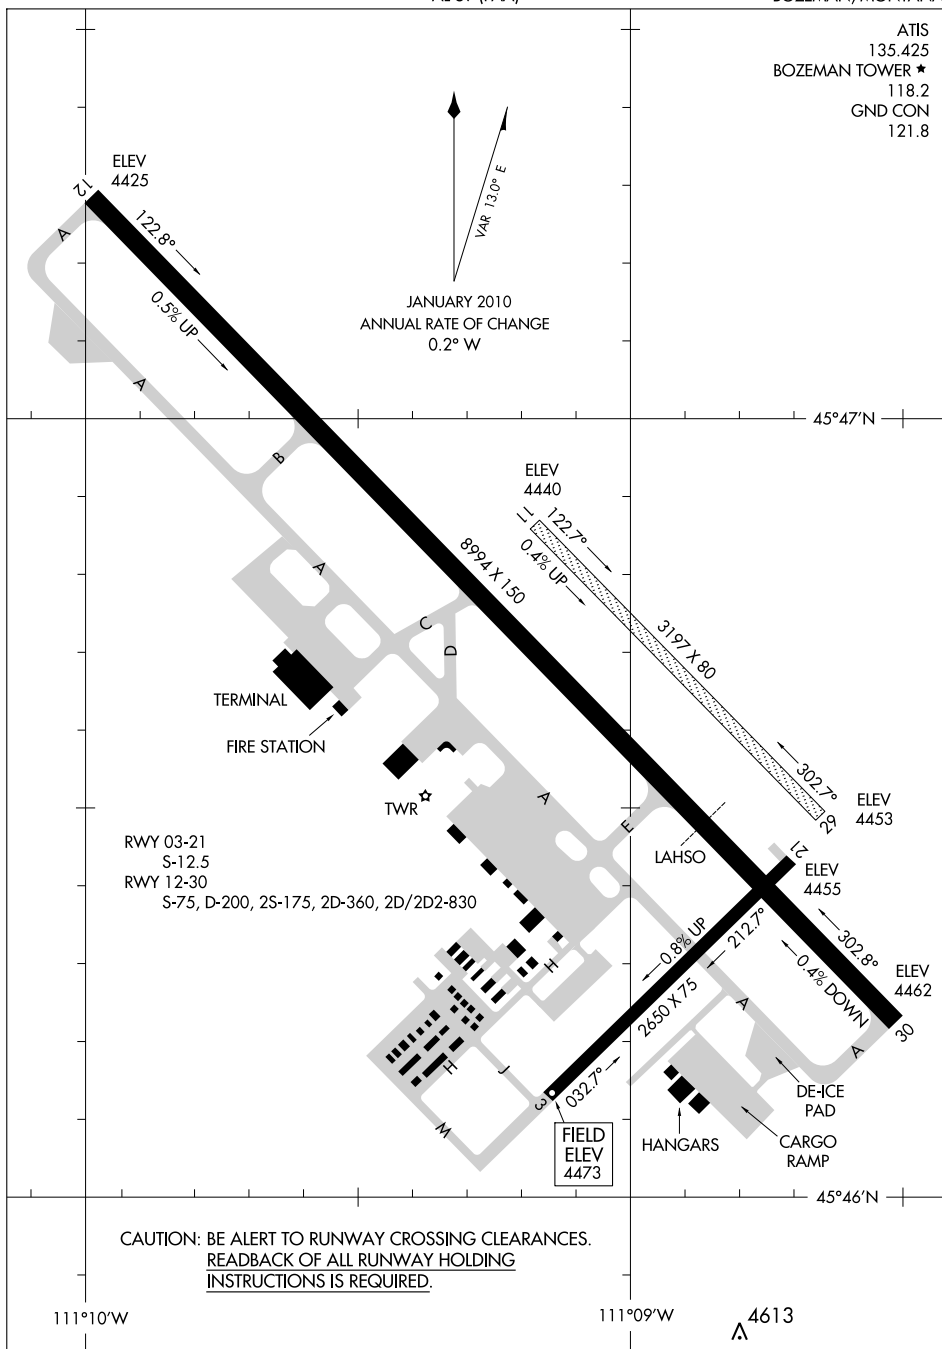 ATIS
135.425
BOZEMAN TOWER ★
118.2
GND CON
121.8
ELEV
4425
12
A
122.8°
0.5% UP
VAR 13.0° E
JANUARY 2010
ANNUAL RATE OF CHANGE
0.2° W
A
45°47'N
B
ELEV
4440
11
122.7°
0.4% UP
8994 X 150
A
C
D
3197 X 80
TERMINAL
FIRE STATION
302.7°
ELEV
4453
29
TWR
A
E
LAHSO
21
ELEV
4455
RWY 03-21
S-12.5
RWY 12-30
S-75, D-200, 2S-175, 2D-360, 2D/2D2-830
0.8% UP
212.7°
302.8°
0.4% DOWN
ELEV
4462
30
H
2650 X 75
A
A
H
J
032.7°
3
W
DE-ICE
PAD
FIELD
ELEV
4473
HANGARS
CARGO
RAMP
45°46'N
CAUTION: BE ALERT TO RUNWAY CROSSING CLEARANCES.
READBACK OF ALL RUNWAY HOLDING
INSTRUCTIONS IS REQUIRED.
111°10'W
111°09'W
4613